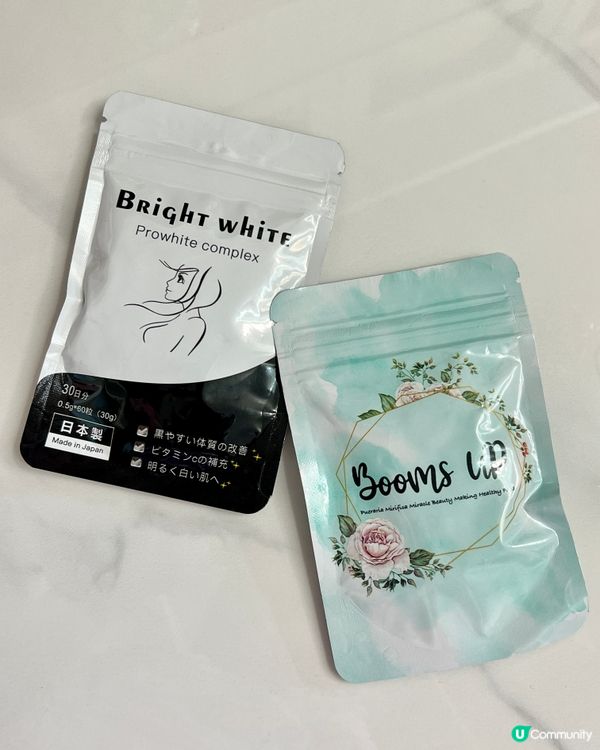 BRIGHT WHITE
Prowhite complex
30日分
0.5g*60粒 (30g)
日本製
Made in Japan
黒やすい体質の改善
ビタミンcの補充
明るく白い肌へ
Booms UP
Pueraria Mirifica Miracle Beauty Making Healthy
U Community